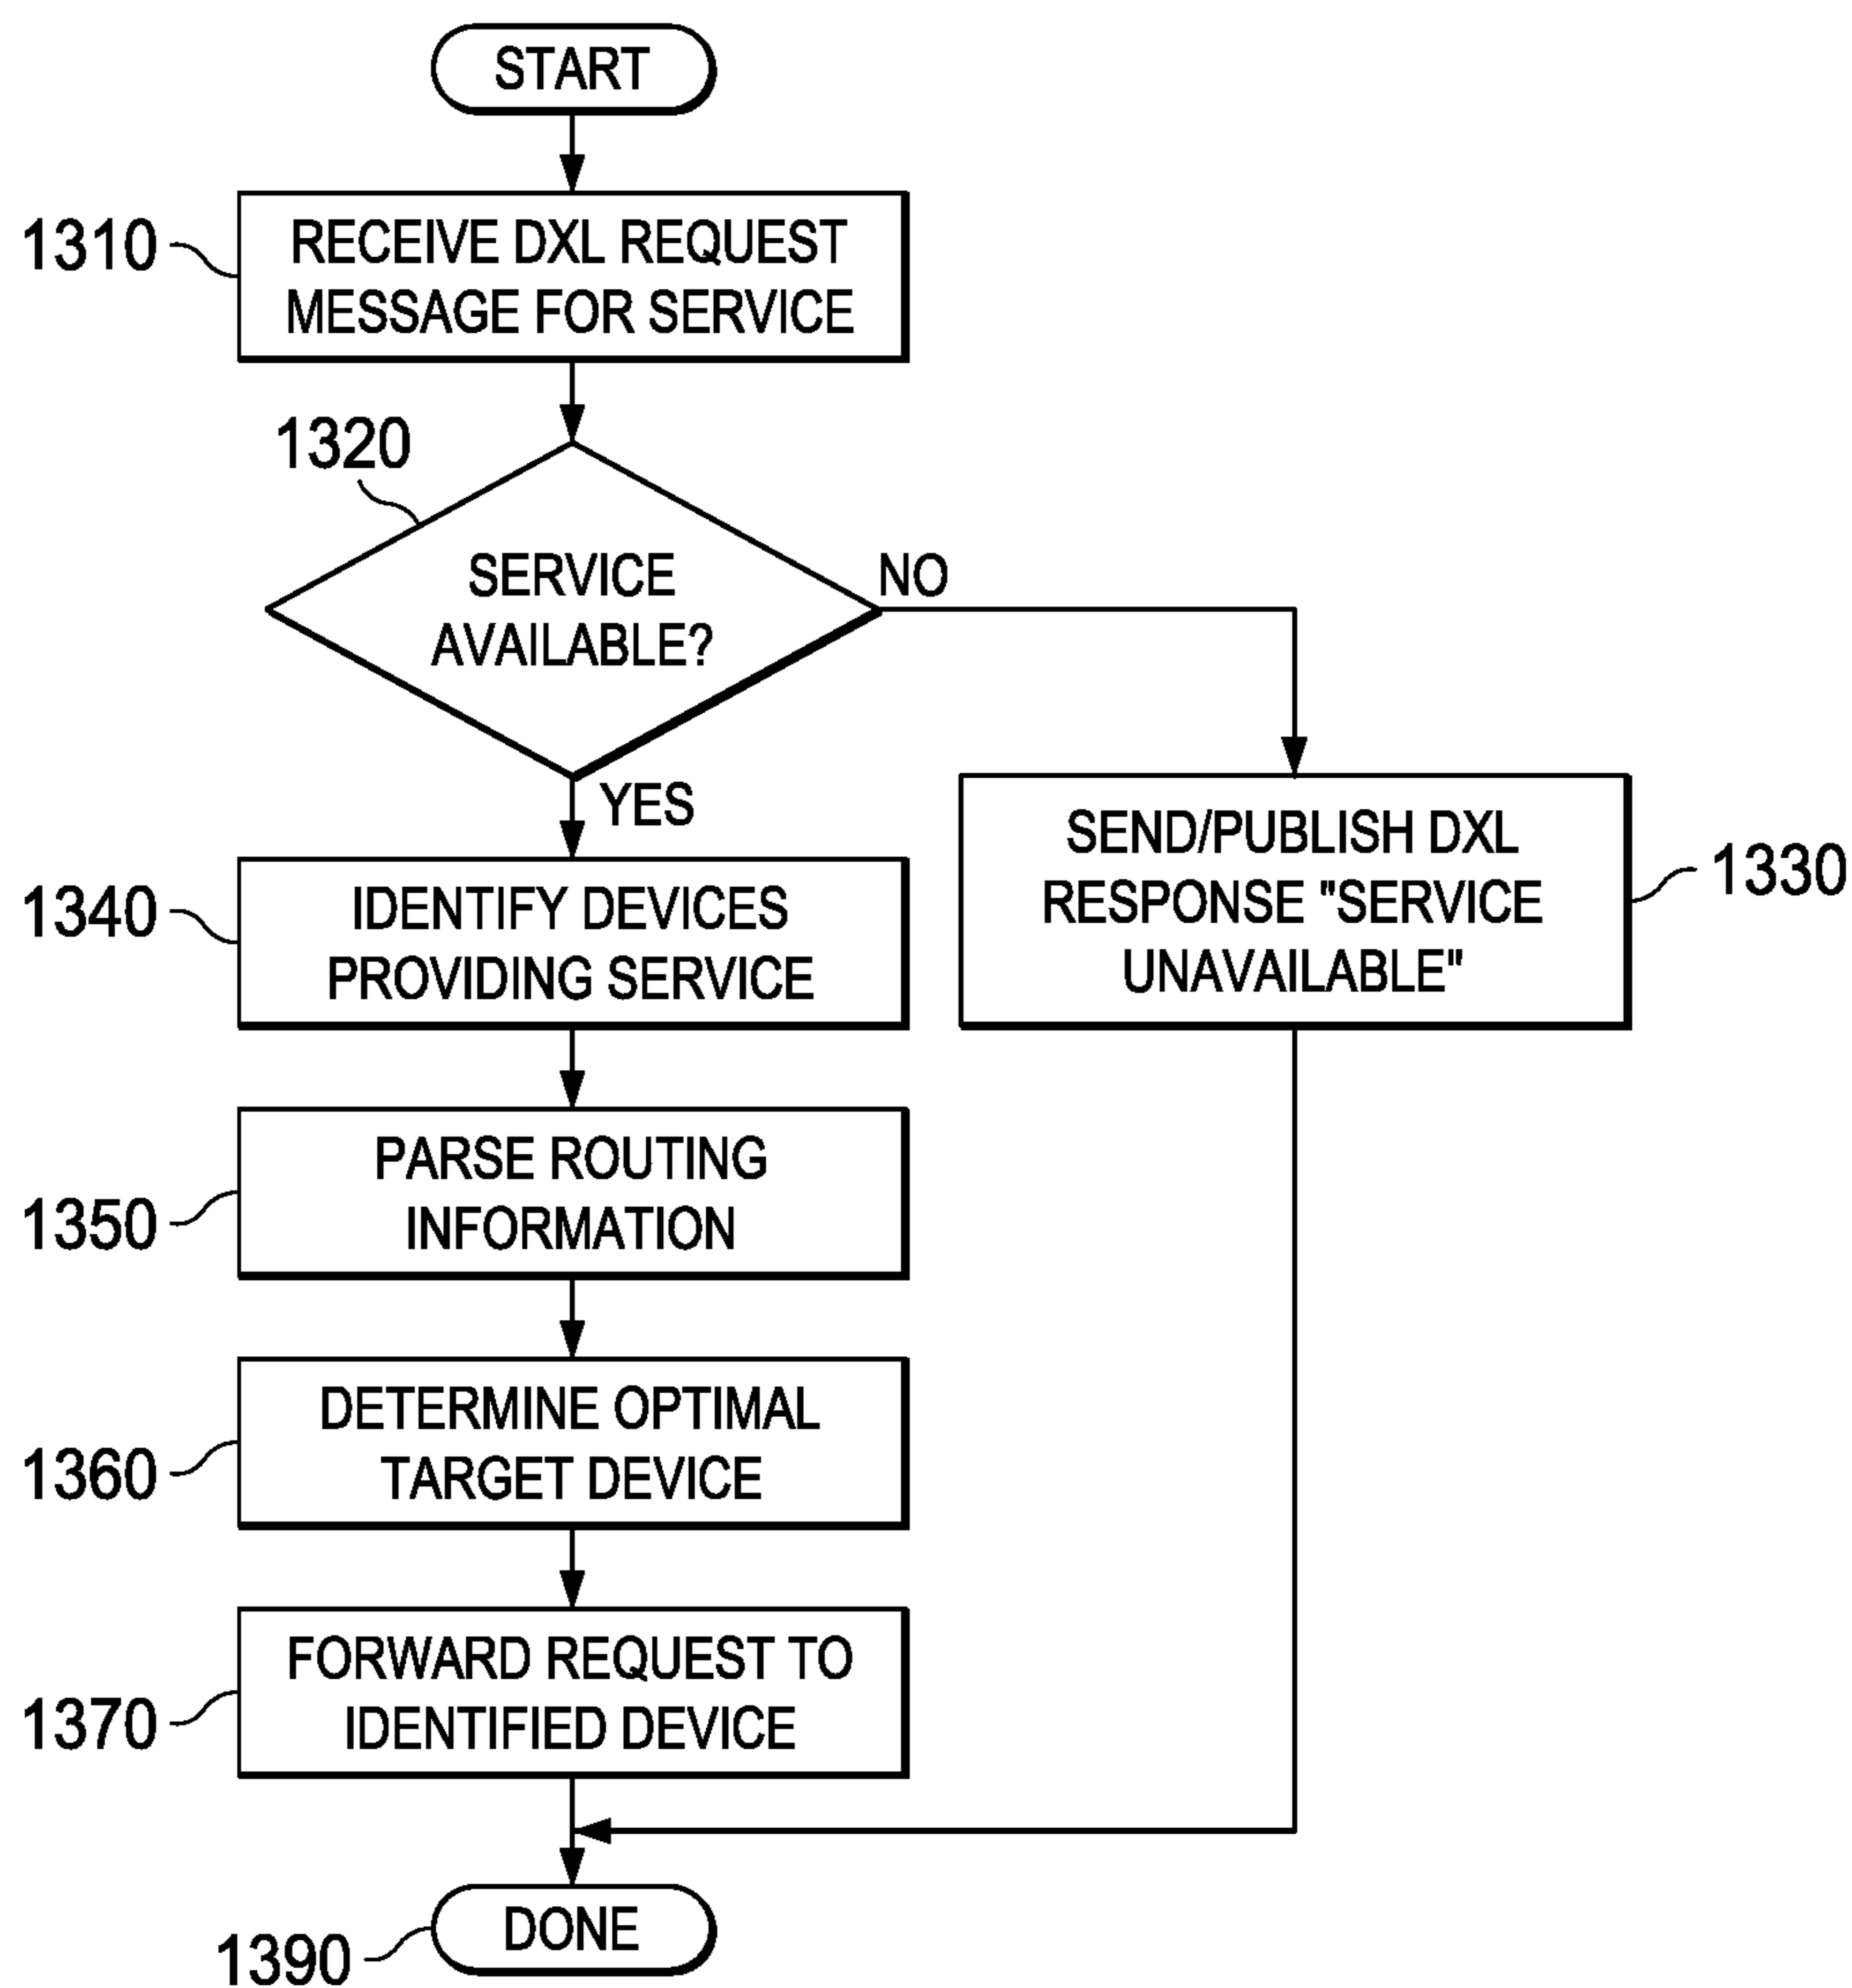 START
1310
RECEIVE DXL REQUEST
MESSAGE FOR SERVICE
1320
SERVICE
AVAILABLE?
NO
YES
SEND/PUBLISH DXL
RESPONSE "SERVICE
UNAVAILABLE"
1330
1340
IDENTIFY DEVICES
PROVIDING SERVICE
1350
PARSE ROUTING
INFORMATION
1360
DETERMINE OPTIMAL
TARGET DEVICE
1370
FORWARD REQUEST TO
IDENTIFIED DEVICE
1390
DONE